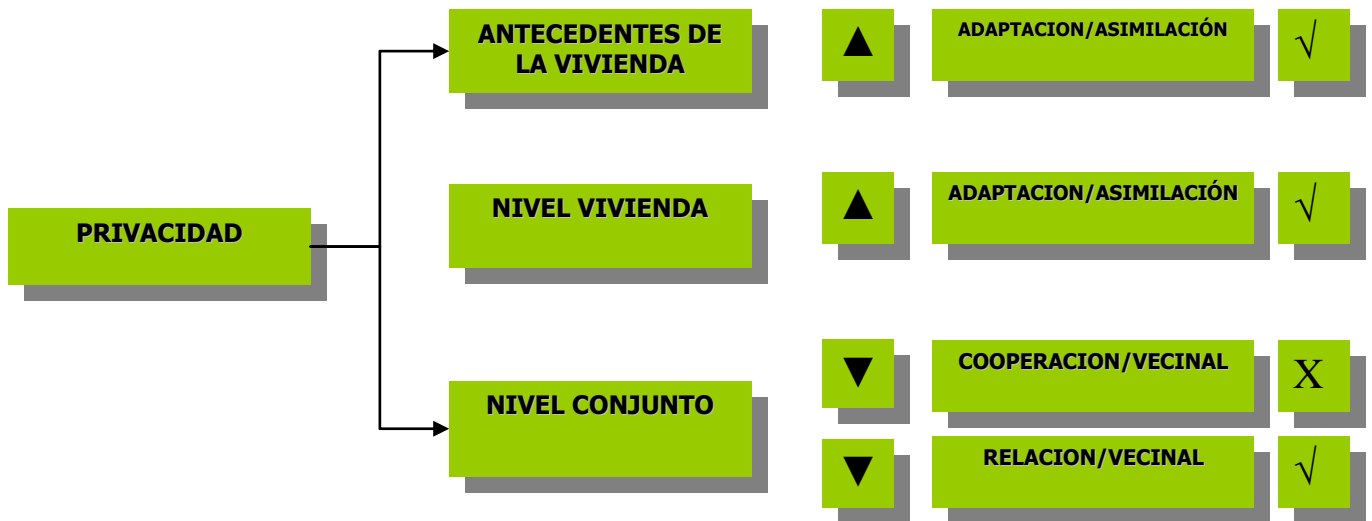 PRIVACIDAD
ANTECEDENTES DE
LA VIVIENDA
▲ ADAPTACION/ASIMILACIÓN √
NIVEL VIVIENDA
▲ ADAPTACION/ASIMILACIÓN √
NIVEL CONJUNTO
▼ COOPERACION/VECINAL X
▼ RELACION/VECINAL √